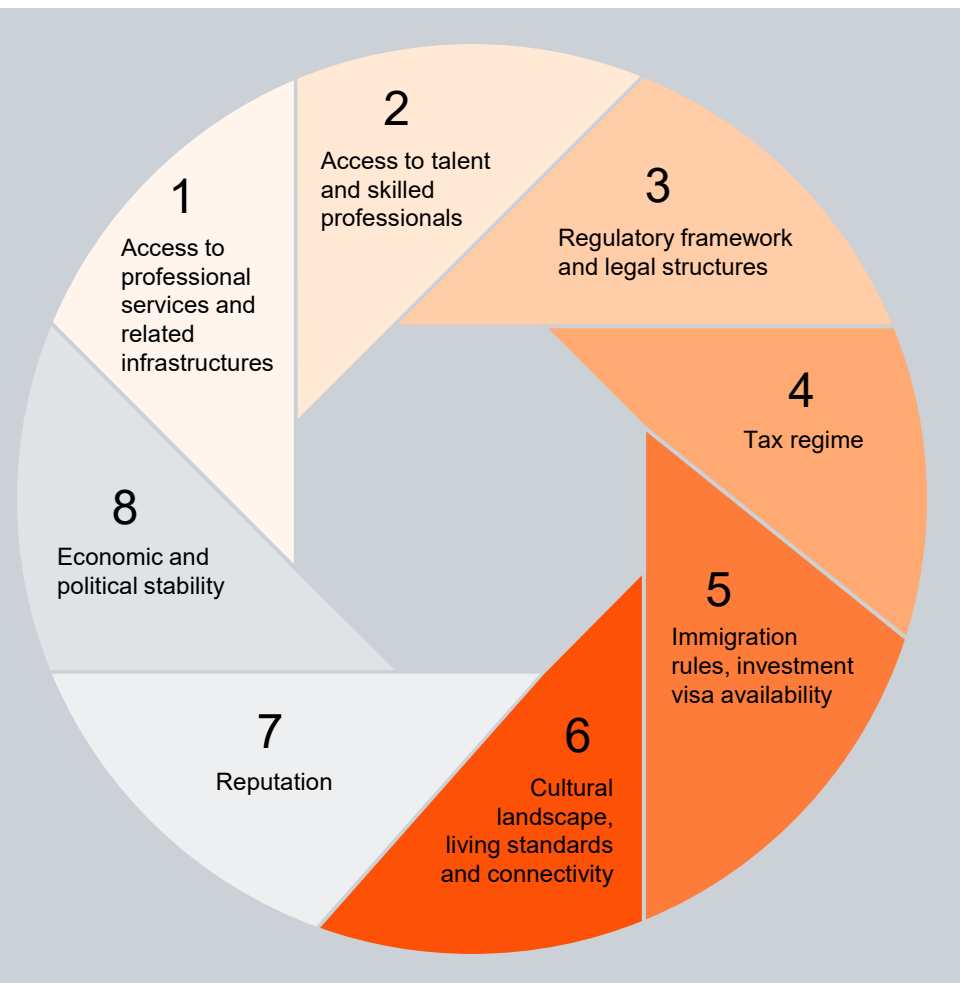 1
Access to
professional
services and
related
infrastructures
2
Access to talent
and skilled
professionals
3
Regulatory framework
and legal structures
4
Tax regime
5
Immigration
rules, investment
visa availability
6
Cultural
landscape,
living standards
and connectivity
7
Reputation
8
Economic and
political stability